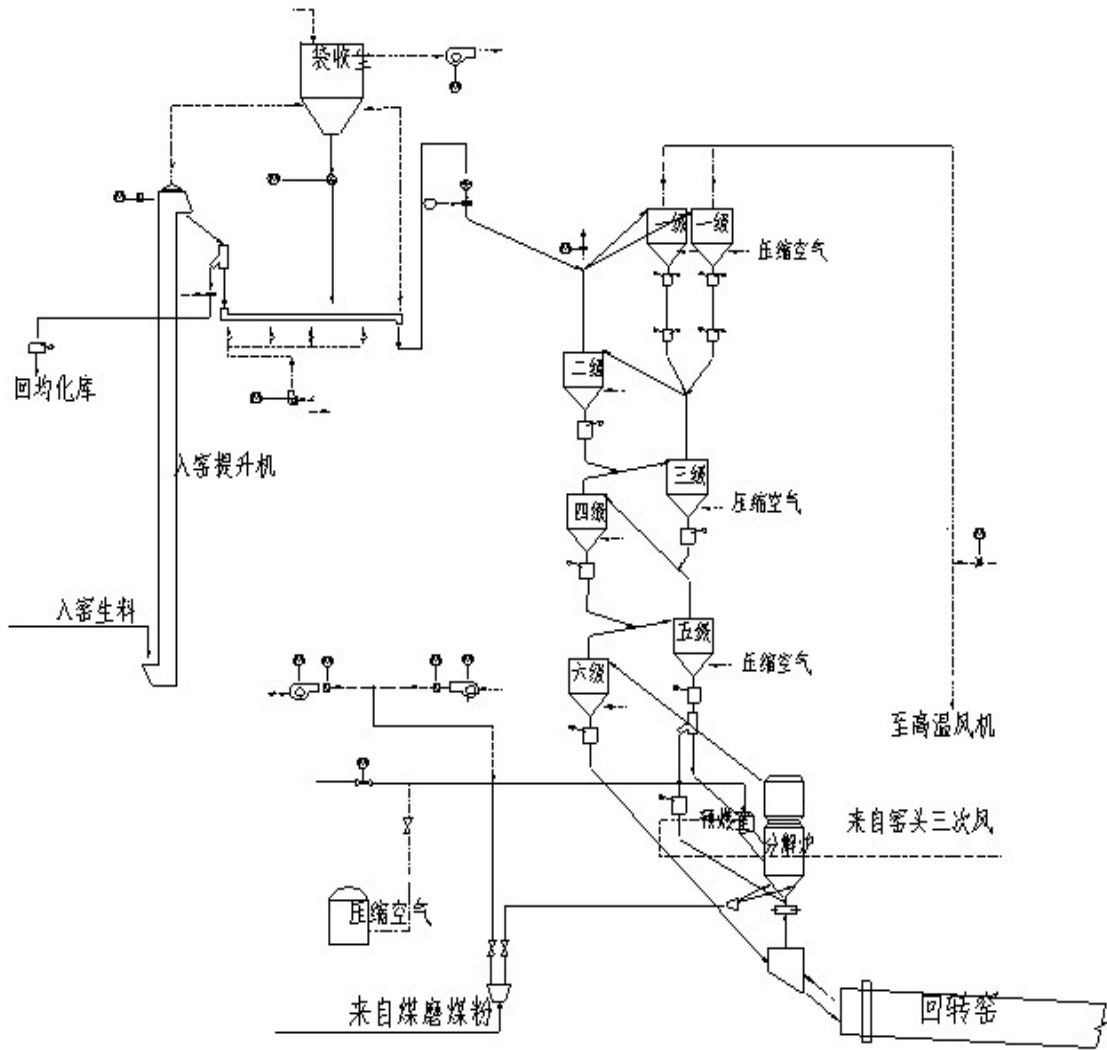 袋收
一级
一级
压缩空气
二级
回均化库
入窑提升机
三级
压缩空气
四级
入窑生料
五级
压缩空气
六级
至高温风机
预燃室
来自窑头三次风
分解炉
压缩空气
来自煤磨煤粉
回转窑